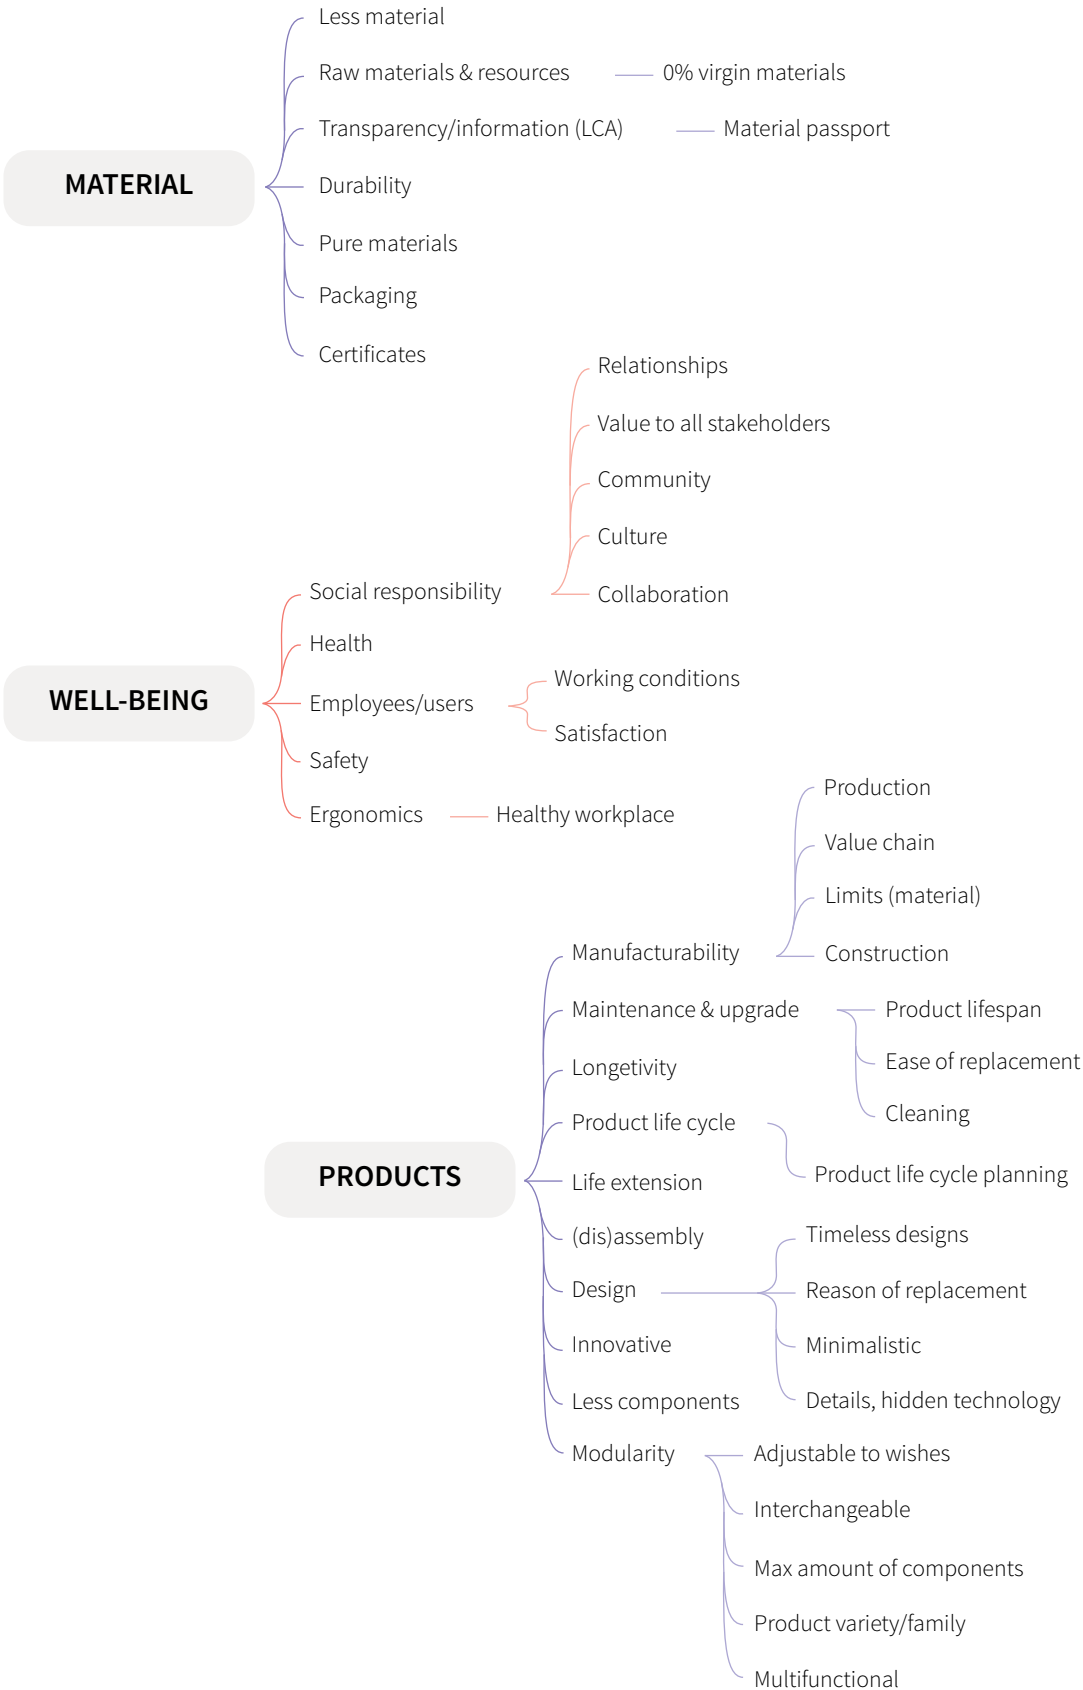 MATERIAL
Less material
Raw materials & resources
0% virgin materials
Transparency/information (LCA)
Material passport
Durability
Pure materials
Packaging
Certificates
WELL-BEING
Social responsibility
Relationships
Value to all stakeholders
Community
Culture
Collaboration
Health
Employees/users
Working conditions
Satisfaction
Safety
Ergonomics
Healthy workplace
PRODUCTS
Manufacturability
Production
Value chain
Limits (material)
Construction
Maintenance & upgrade
Product lifespan
Ease of replacement
Cleaning
Longetivity
Product life cycle
Product life cycle planning
Life extension
(dis)assembly
Design
Timeless designs
Reason of replacement
Minimalistic
Details, hidden technology
Innovative
Less components
Modularity
Adjustable to wishes
Interchangeable
Max amount of components
Product variety/family
Multifunctional